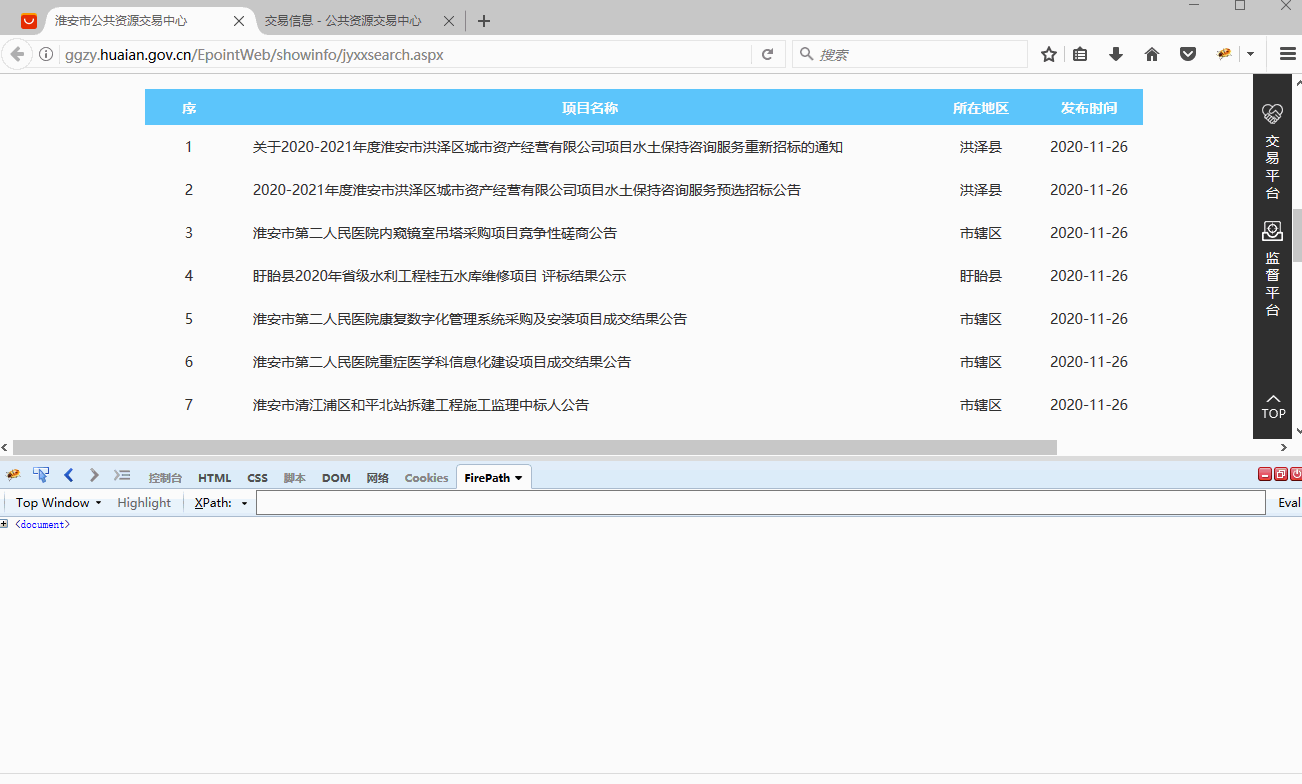 淮安市公共资源交易中心 交易信息 - 公共资源交易中心
ggzy.huaian.gov.cn/EpointWeb/showinfo/jyxxsearch.aspx 搜索
序 项目名称 所在地区 发布时间
1 关于2020-2021年度淮安市洪泽区城市资产经营有限公司项目水土保持咨询服务重新招标的通知 洪泽县 2020-11-26
2 2020-2021年度淮安市洪泽区城市资产经营有限公司项目水土保持咨询服务预选招标公告 洪泽县 2020-11-26
3 淮安市第二人民医院内窥镜室吊塔采购项目竞争性磋商公告 市辖区 2020-11-26
4 盱眙县2020年省级水利工程桂五水库维修项目 评标结果公示 盱眙县 2020-11-26
5 淮安市第二人民医院康复数字化管理系统采购及安装项目成交结果公告 市辖区 2020-11-26
6 淮安市第二人民医院重症医学科信息化建设项目成交结果公告 市辖区 2020-11-26
7 淮安市清江浦区和平北站拆建工程施工监理中标人公告 市辖区 2020-11-26
交易平台
监督平台
TOP
控制台 HTML CSS 脚本 DOM 网络 Cookies FirePath
Top Window Highlight XPath: Eval
<document>